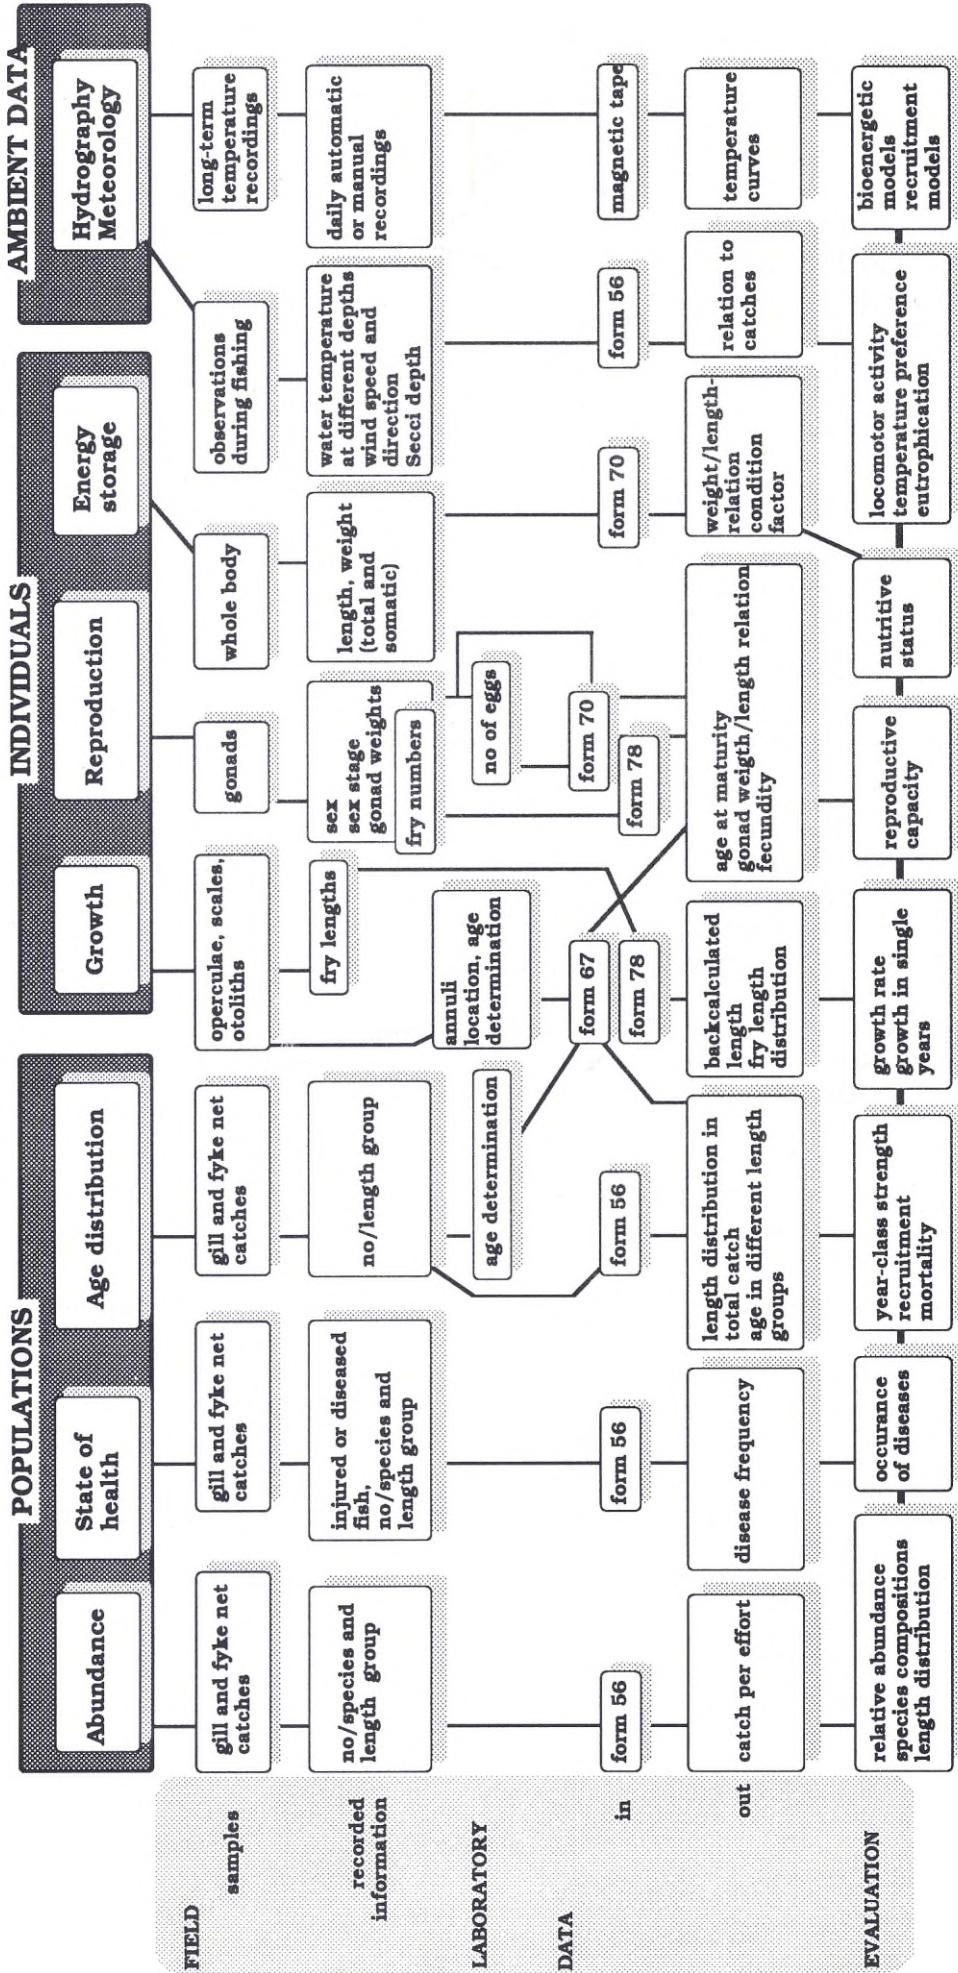 POPULATIONS
INDIVIDUALS
AMBIENT DATA
Abundance
State of
health
Age distribution
Growth
Reproduction
Energy
storage
Hydrography
Meteorology
FIELD
samples
gill and fyke net
catches
gill and fyke net
catches
gill and fyke net
catches
operculae, scales,
otoliths
gonads
whole body
observations
during fishing
long-term
temperature
recordings
recorded
information
no/species and
length group
injured or diseased
fish,
no/species and
length group
no/length group
fry lengths
sex
sex stage
gonad weights
fry numbers
length, weight
(total and
somatic)
water temperature
at different depths
wind speed and
direction
Secci depth
daily automatic
or manual
recordings
LABORATORY
age determination
annuli
location, age
determination
no of eggs
DATA
in
form 56
form 56
form 56
form 67
form 78
form 70
form 78
form 70
form 56
magnetic tape
out
catch per effort
disease frequency
length distribution in
total catch
age in different length
groups
backcalculated
length
fry length
distribution
age at maturity
gonad weigth/length relation
fecundity
weight/length-
relation
condition
factor
relation to
catches
temperature
curves
EVALUATION
relative abundance
species compositions
length distribution
occurance
of diseases
year-class strength
recruitment
mortality
growth rate
growth in single
years
reproductive
capacity
nutritive
status
locomotor activity
temperature preference
eutrophication
bioenergetic
models
recruitment
models